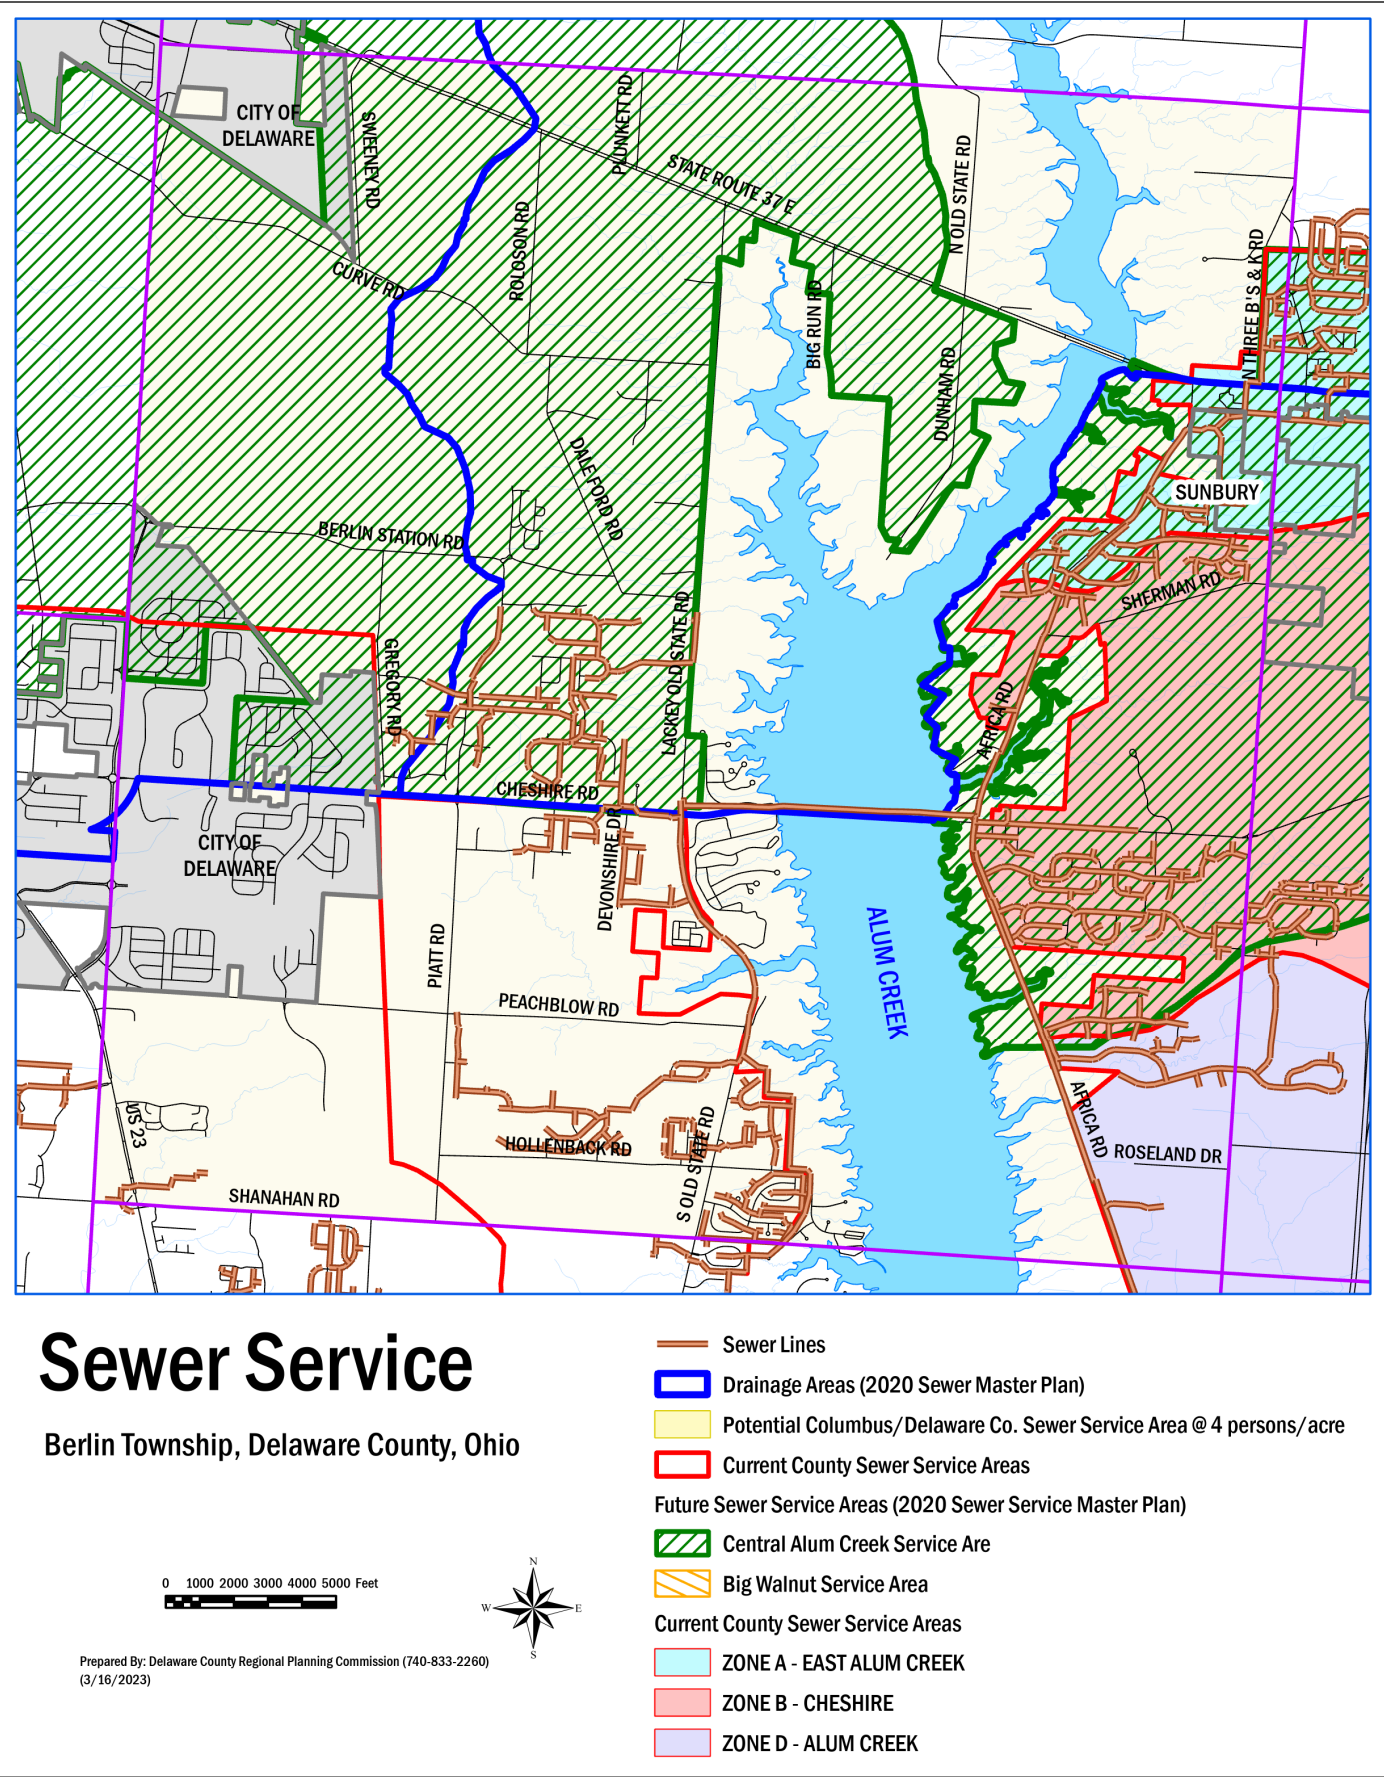 CITY OF
DELAWARE
SWEENEY RD
PLUNKETT RD
STATE ROUTE 37 E
N OLD STATE RD
ROLOSON RD
CURVE RD
BIG RUN RD
N THREE B'S & K RD
DUNHAM RD
DALE FORD RD
SUNBURY
BERLIN STATION RD
SHERMAN RD
GREGORY RD
LACKEY OLD STATE RD
AFRICA RD
CHESHIRE RD
CITY OF
DELAWARE
DEVONSHIRE DR
PIATT RD
ALUM CREEK
PEACHBLOW RD
US 23
HOLLENBACK RD
S OLD STATE RD
AFRICA RD
ROSELAND DR
SHANAHAN RD
Sewer Service
Berlin Township, Delaware County, Ohio
0 1000 2000 3000 4000 5000 Feet
N
W E
S
Prepared By: Delaware County Regional Planning Commission (740-833-2260)
(3/16/2023)
Sewer Lines
Drainage Areas (2020 Sewer Master Plan)
Potential Columbus/Delaware Co. Sewer Service Area @ 4 persons/acre
Current County Sewer Service Areas
Future Sewer Service Areas (2020 Sewer Service Master Plan)
Central Alum Creek Service Are
Big Walnut Service Area
Current County Sewer Service Areas
ZONE A - EAST ALUM CREEK
ZONE B - CHESHIRE
ZONE D - ALUM CREEK